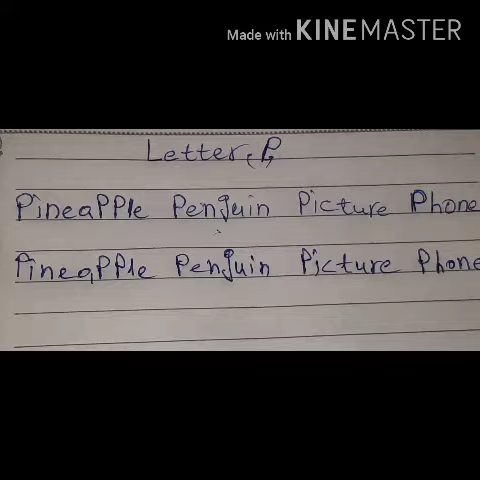 Made with KINEMASTER
Letter, P,
PineaPPle Penguin Picture Phone
PineaPPle Penguin Picture Phone